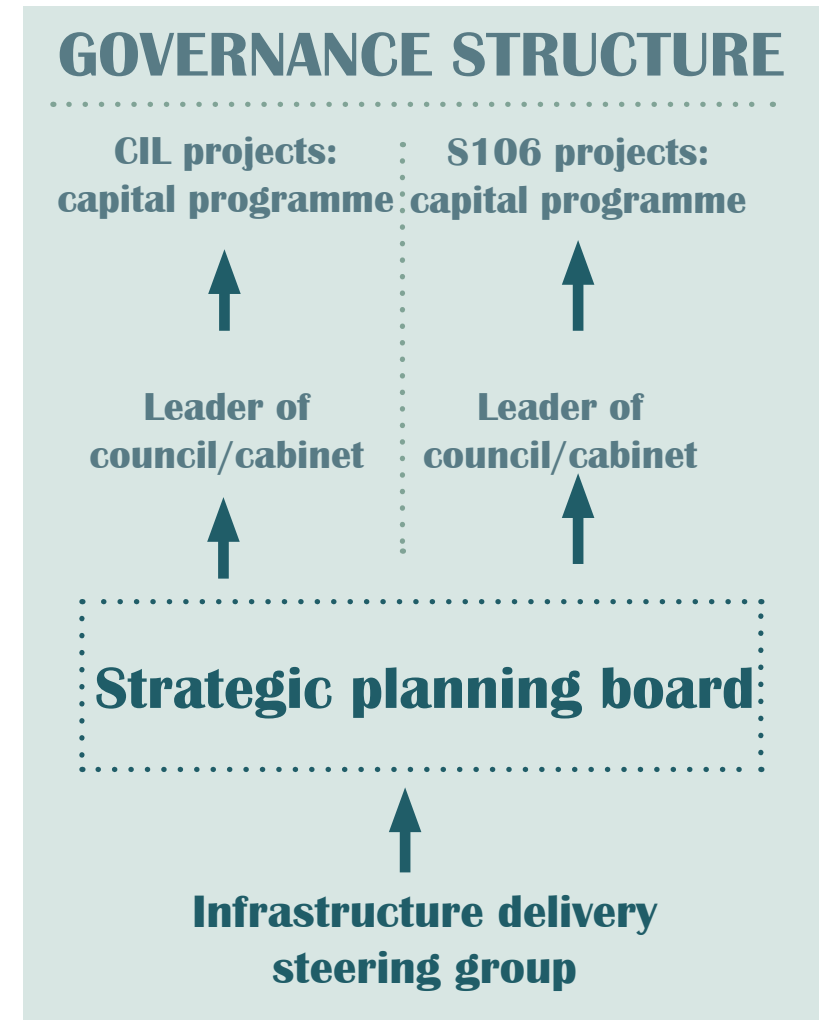 GOVERNANCE STRUCTURE
CIL projects:
capital programme
S106 projects:
capital programme
Leader of
council/cabinet
Leader of
council/cabinet
Strategic planning board
Infrastructure delivery
steering group